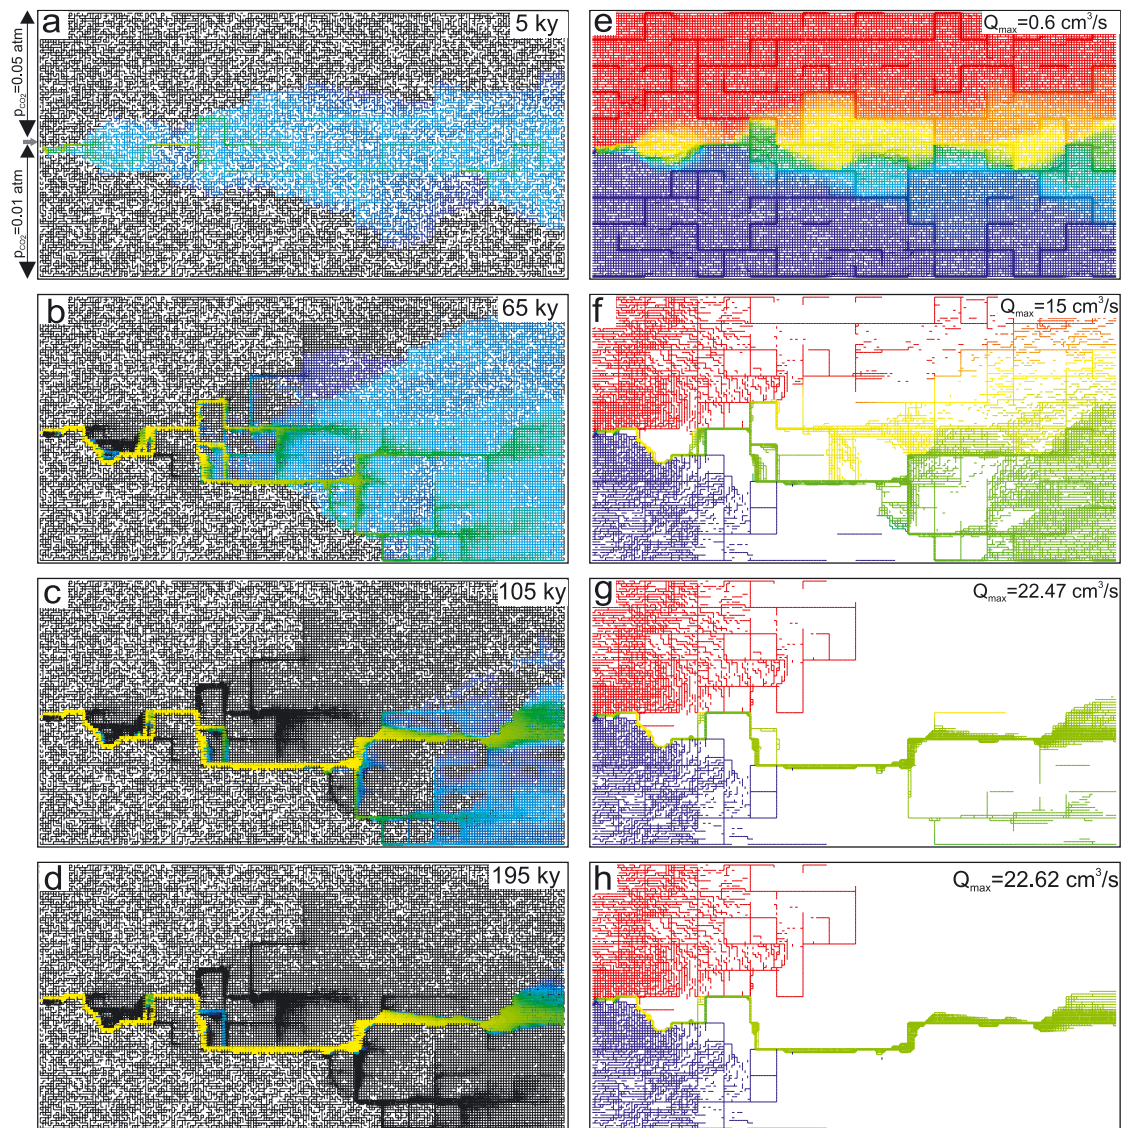 a
5 ky
e
Qmax=0.6 cm³/s
pCO2=0.05 atm
pCO2=0.01 atm
b
65 ky
f
Qmax=15 cm³/s
c
105 ky
g
Qmax=22.47 cm³/s
d
195 ky
h
Qmax=22.62 cm³/s